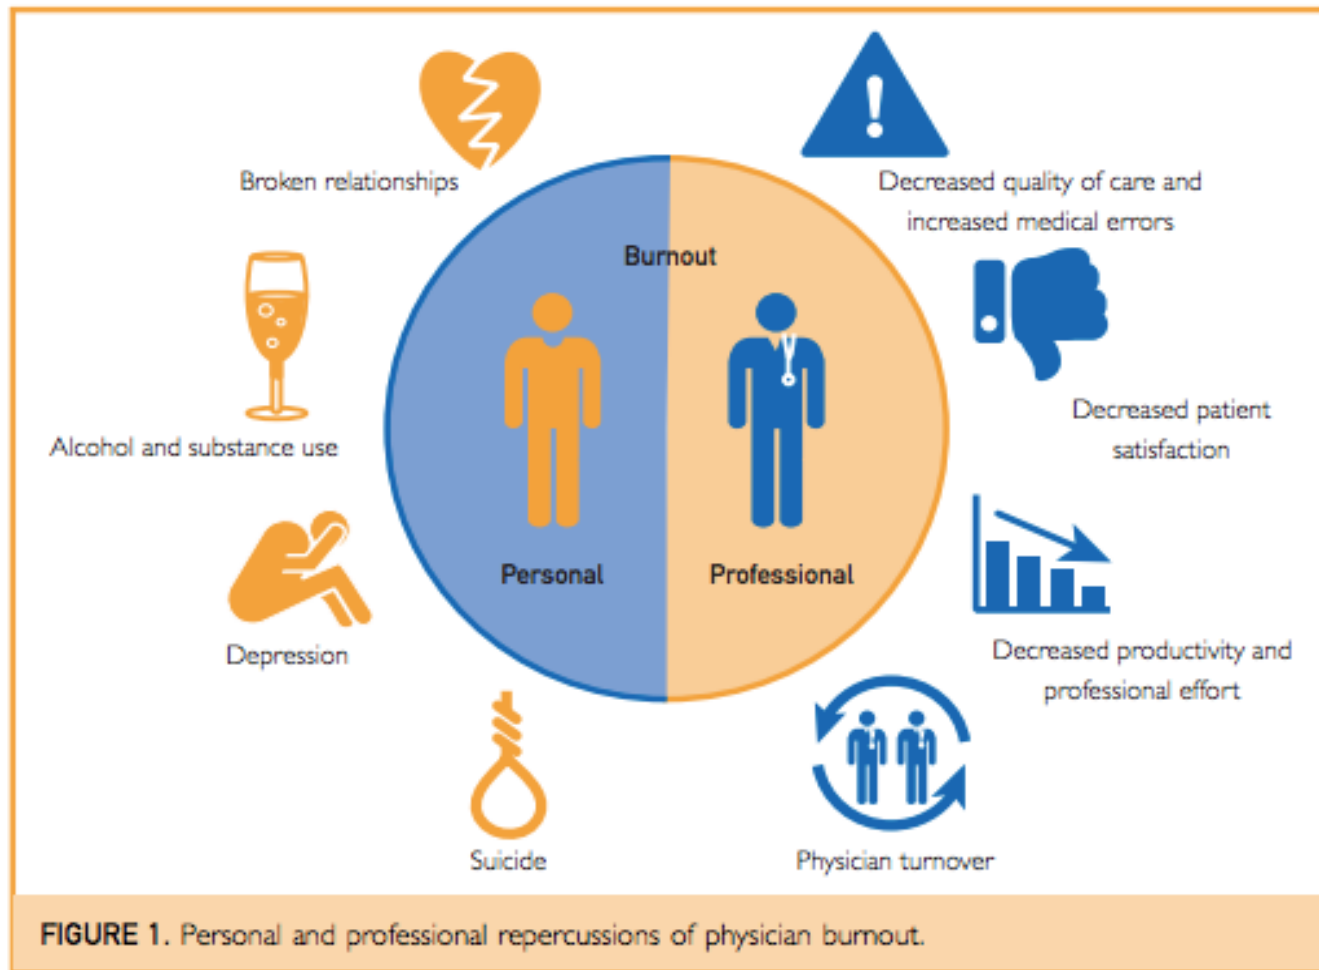 Broken relationships
Decreased quality of care and
increased medical errors
Burnout
Alcohol and substance use
Decreased patient
satisfaction
Personal
Professional
Depression
Decreased productivity and
professional effort
Suicide
Physician turnover
FIGURE 1. Personal and professional repercussions of physician burnout.